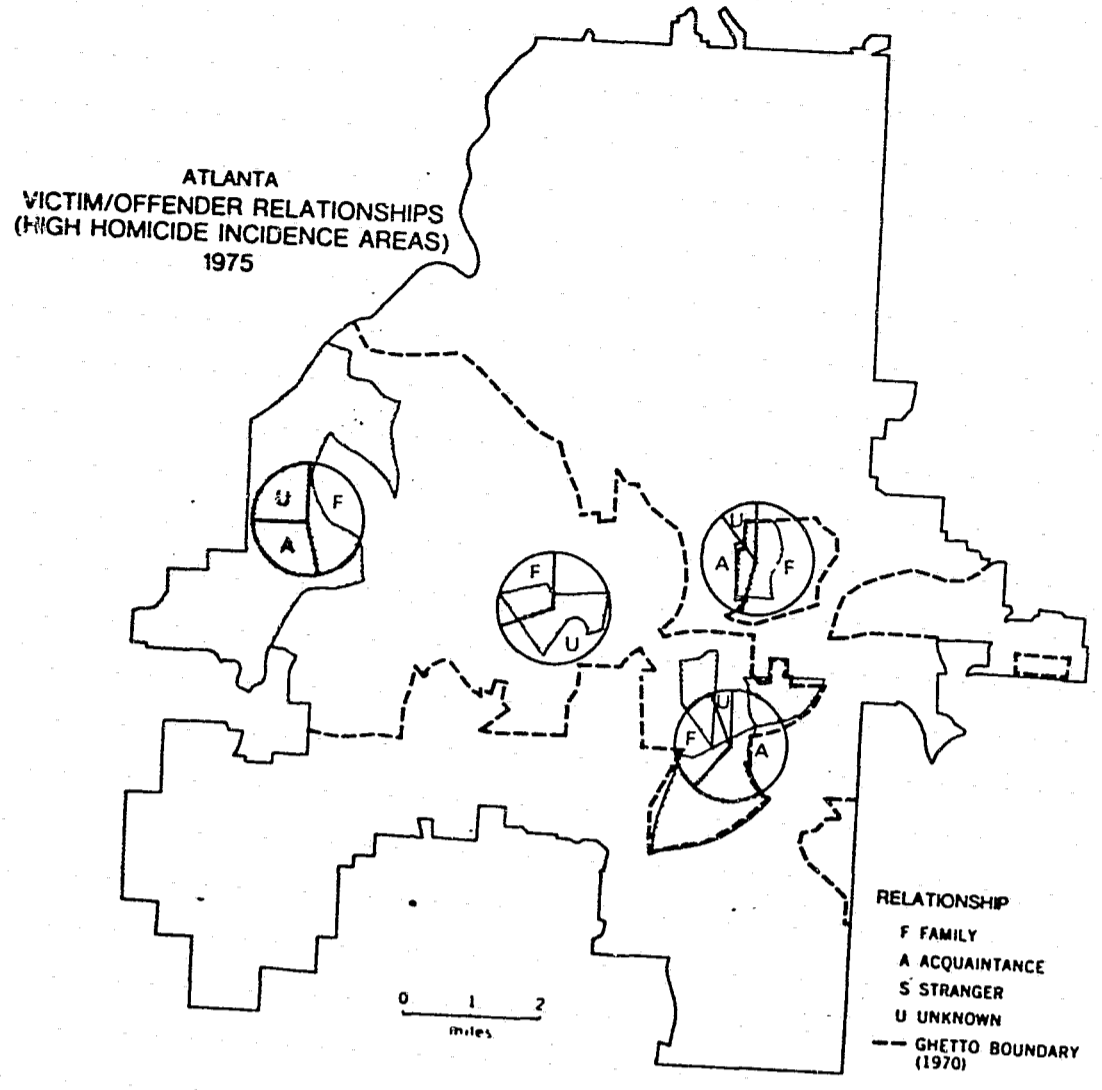 ATLANTA
VICTIM/OFFENDER RELATIONSHIPS
(HIGH HOMICIDE INCIDENCE AREAS)
1975
U
F
A
F
U
U
A
F
U
F
A
0 1 2
miles
RELATIONSHIP
F FAMILY
A ACQUAINTANCE
S STRANGER
U UNKNOWN
GHETTO BOUNDARY
(1970)